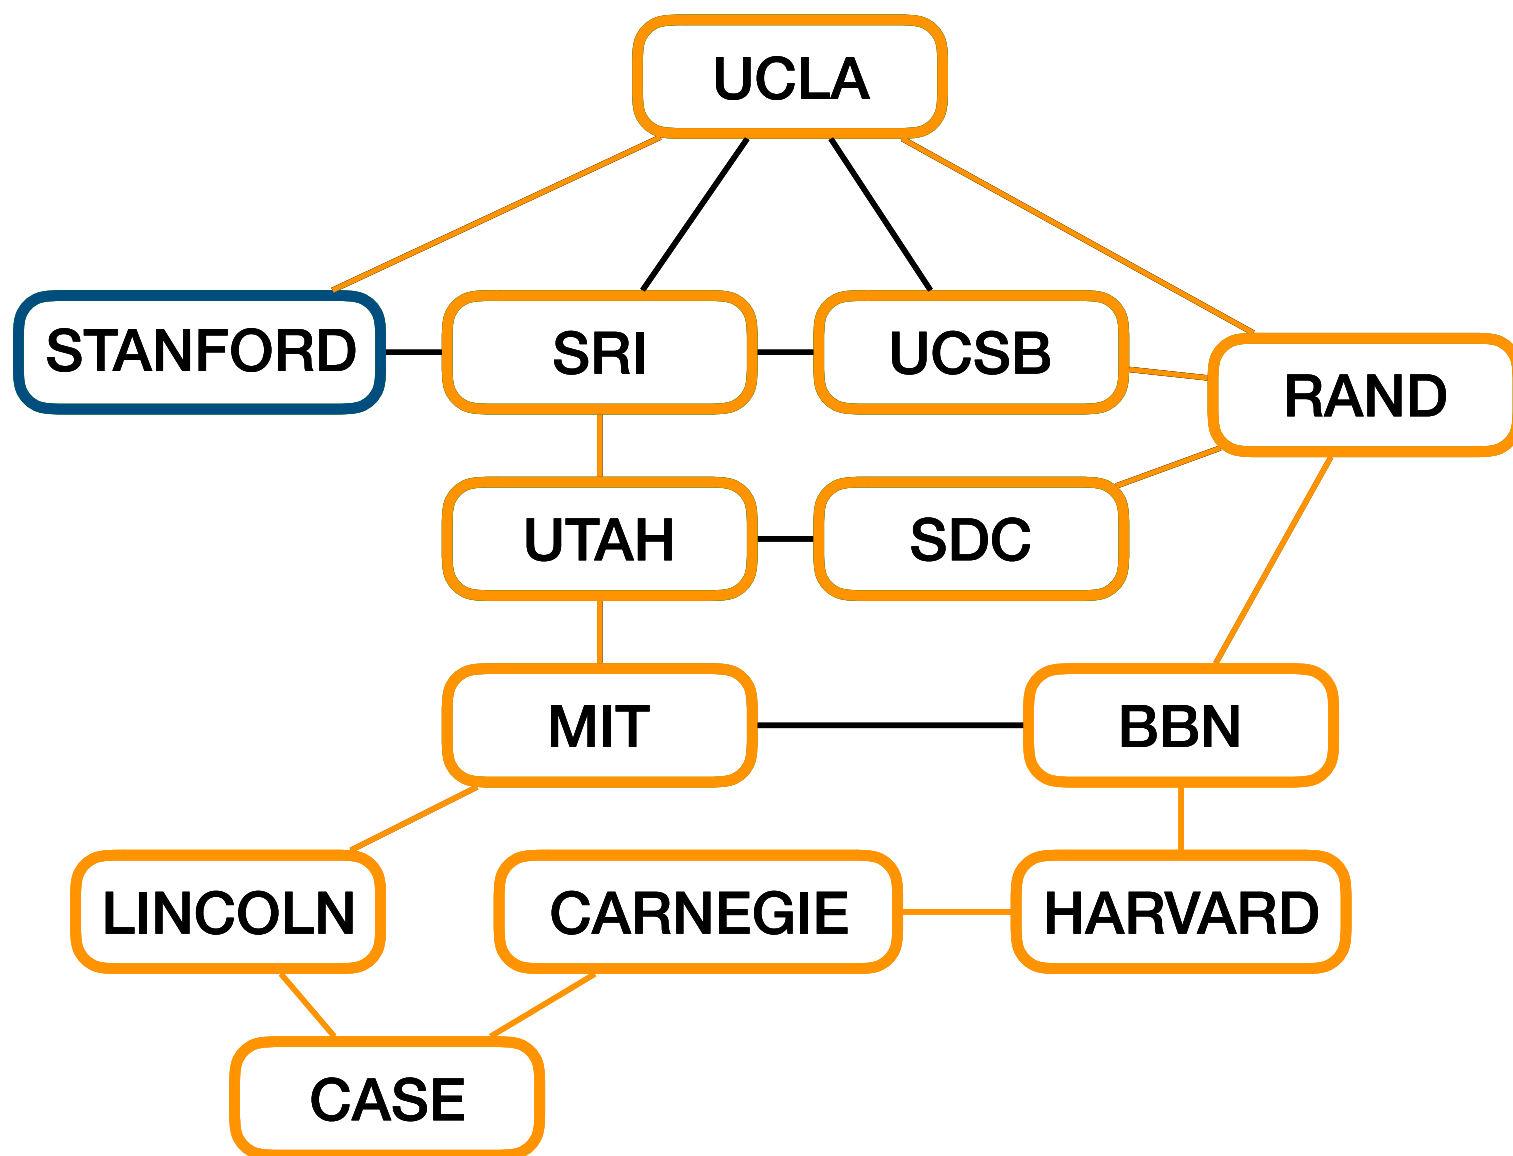 UCLA
STANFORD
SRI
UCSB
RAND
UTAH
SDC
MIT
BBN
LINCOLN
CARNEGIE
HARVARD
CASE